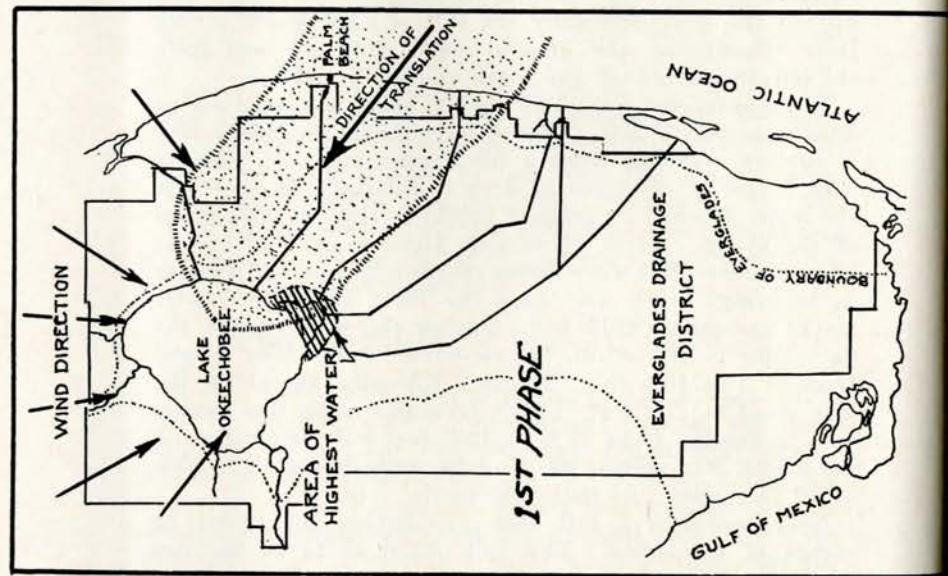 WIND DIRECTION
PALM
BEACH
DIRECTION OF
TRANSLATION
LAKE
OKEECHOBEE
AREA OF
HIGHEST WATER
ATLANTIC OCEAN
1ST PHASE
EVERGLADES DRAINAGE
DISTRICT
BOUNDARY OF EVERGLADES
GULF OF MEXICO